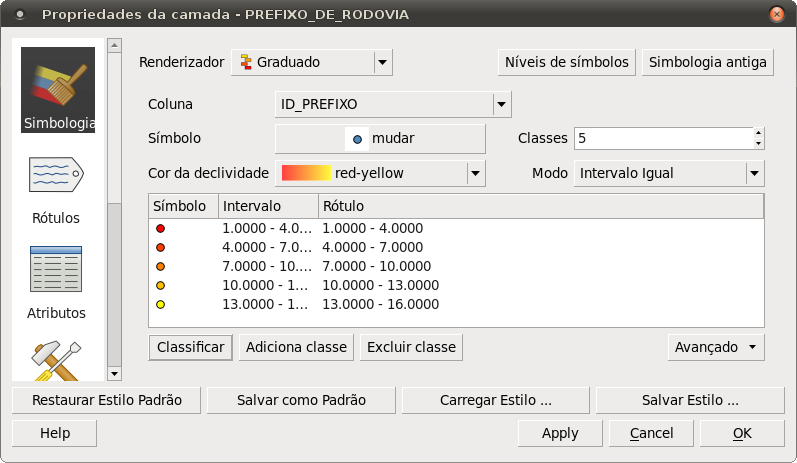 Propriedades da camada - PREFIXO_DE_RODOVIA
Simbologia
Rótulos
Atributos
Renderizador Graduado Níveis de símbolos Simbologia antiga
Coluna ID_PREFIXO
Símbolo mudar Classes 5
Cor da declividade red-yellow Modo Intervalo Igual
Símbolo Intervalo Rótulo
1.0000 - 4.0... 1.0000 - 4.0000
4.0000 - 7.0... 4.0000 - 7.0000
7.0000 - 10.... 7.0000 - 10.0000
10.0000 - 1... 10.0000 - 13.0000
13.0000 - 1... 13.0000 - 16.0000
Classificar Adiciona classe Excluir classe Avançado
Restaurar Estilo Padrão Salvar como Padrão Carregar Estilo ... Salvar Estilo ...
Help Apply Cancel OK